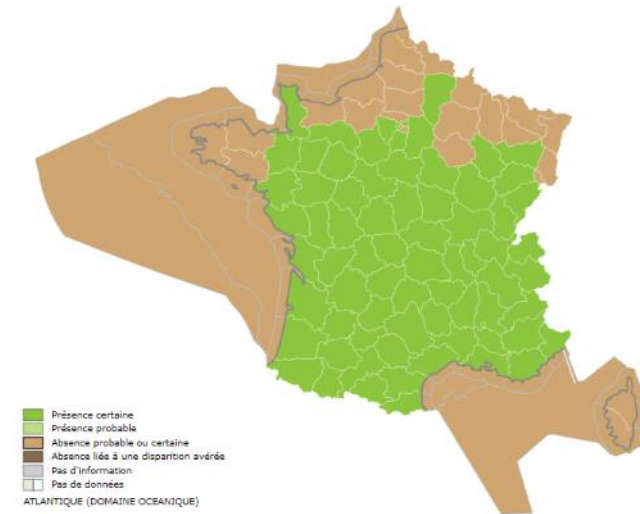 Présence certaine
Présence probable
Absence probable ou certaine
Absence liée à une disparition avérée
Pas d'information
Pas de données
ATLANTIQUE (DOMAINE OCEANIQUE)